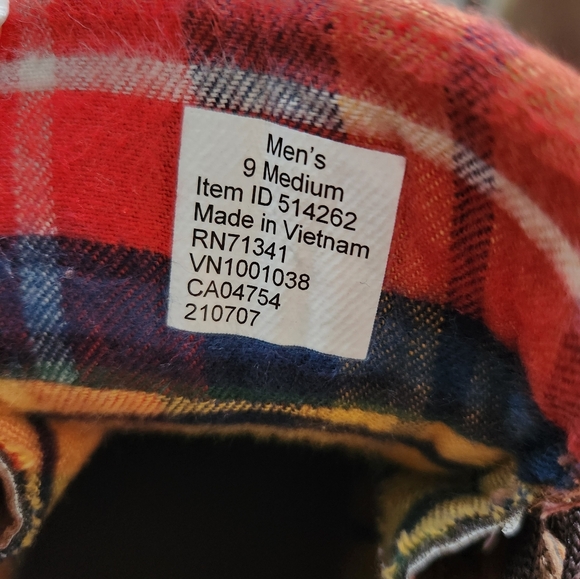 Men's
9 Medium
Item ID 514262
Made in Vietnam
RN71341
VN1001038
CA04754
210707